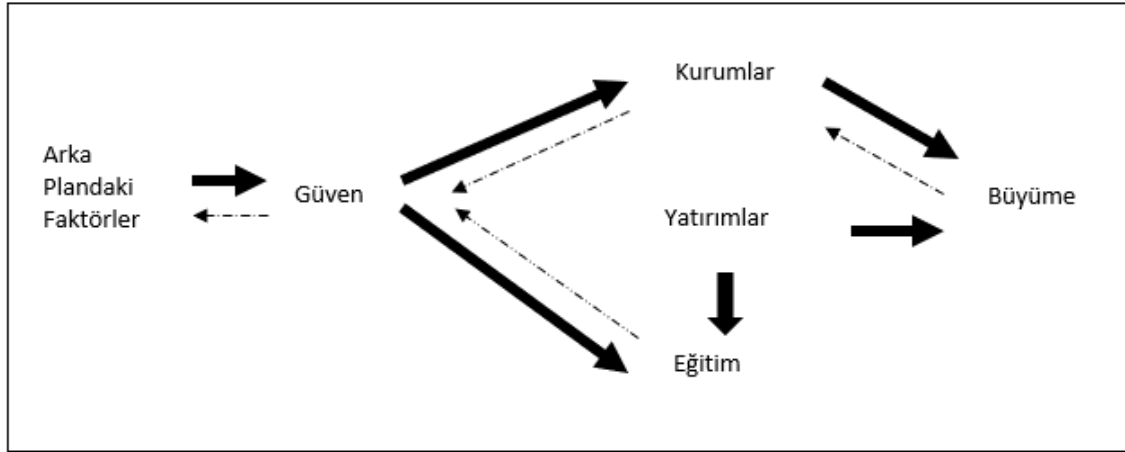 Kurumlar
Arka
Plandaki
Faktörler
Güven
Büyüme
Yatırımlar
Eğitim